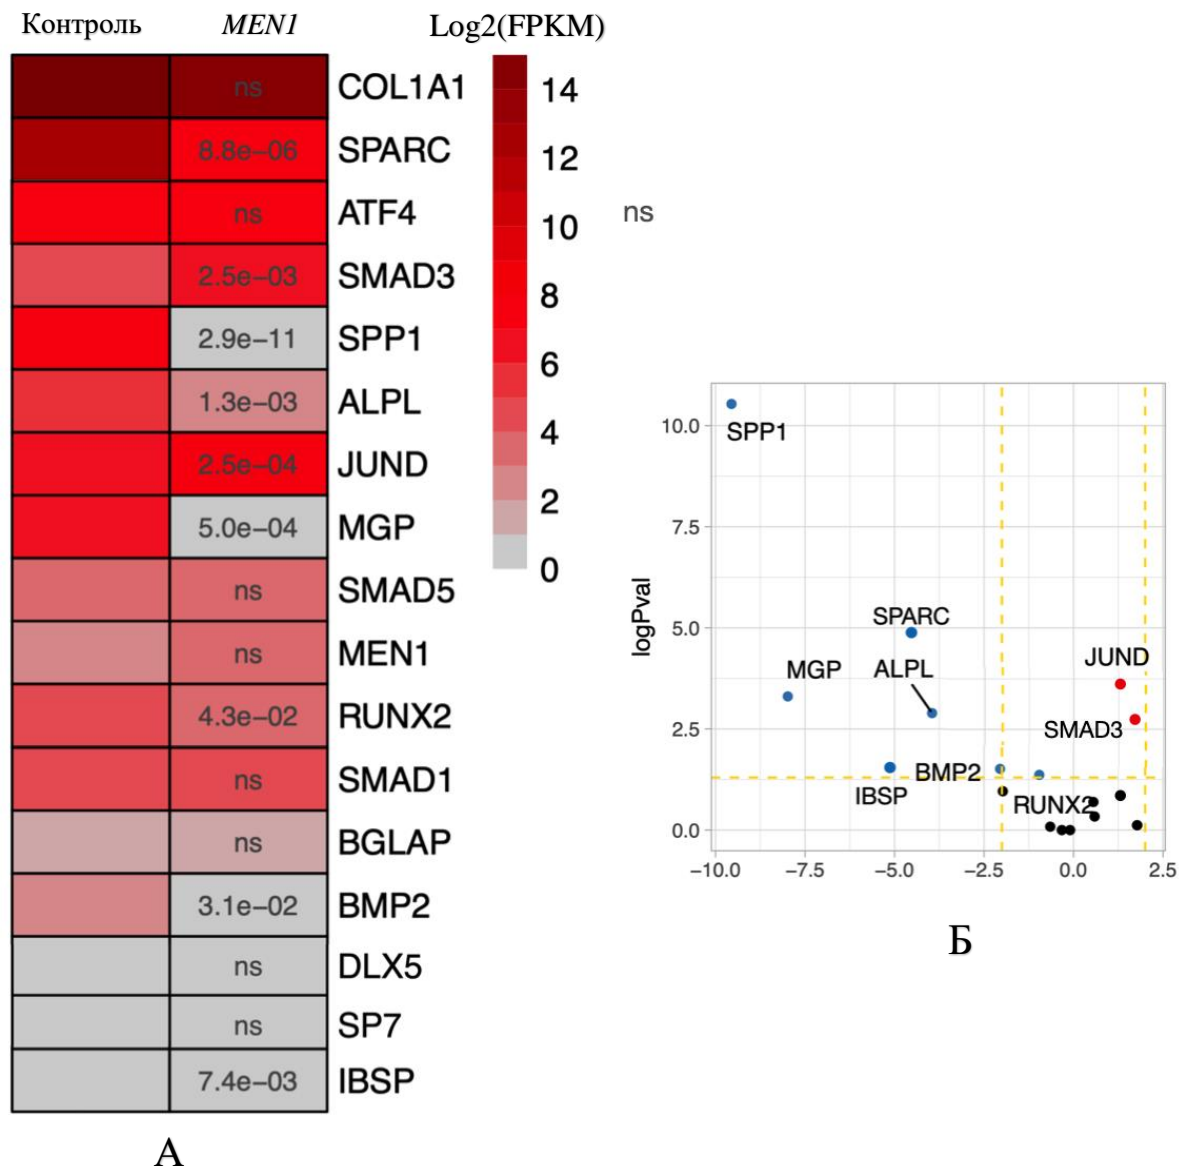 Контроль MEN1 Log2(FPKM)
ns COL1A1
8.8e−06 SPARC
ns ATF4
2.5e−03 SMAD3
2.9e−11 SPP1
1.3e−03 ALPL
2.5e−04 JUND
5.0e−04 MGP
ns SMAD5
ns MEN1
4.3e−02 RUNX2
ns SMAD1
ns BGLAP
3.1e−02 BMP2
ns DLX5
ns SP7
7.4e−03 IBSP
14
12
10
8
6
4
2
0
ns
А
logPval
10.0
7.5
5.0
2.5
0.0
SPP1
SPARC
MGP
ALPL
JUND
SMAD3
BMP2
IBSP
RUNX2
−10.0 −7.5 −5.0 −2.5 0.0 2.5
Б